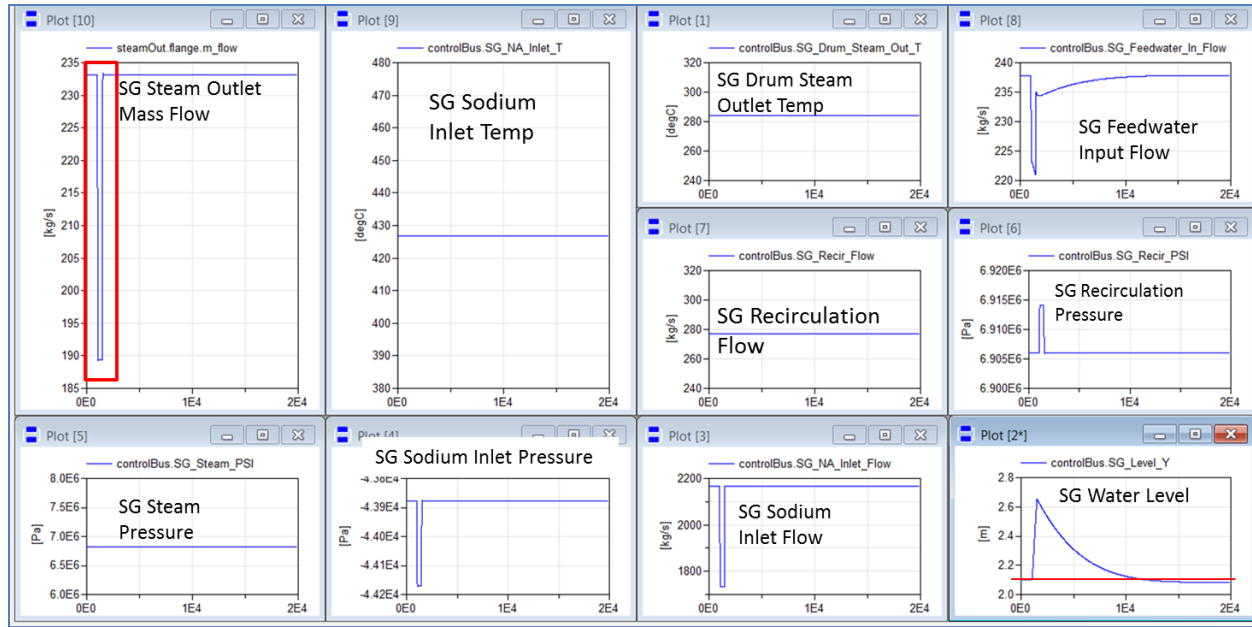 Plot [10]
steamOut.flange.m_flow
235
230
225
220
215
210
205
200
195
190
185
[kg/s]
0E0
1E4
2E4
SG Steam Outlet
Mass Flow
Plot [9]
controlBus.SG_NA_Inlet_T
480
470
460
450
440
430
420
410
400
390
380
[degC]
0E0
1E4
2E4
SG Sodium
Inlet Temp
Plot [1]
controlBus.SG_Drum_Steam_Out_T
320
300
280
260
240
[degC]
0E0
1E4
2E4
SG Drum Steam
Outlet Temp
Plot [8]
controlBus.SG_Feedwater_In_Flow
240
235
230
225
220
[kg/s]
0E0
1E4
2E4
SG Feedwater
Input Flow
Plot [7]
controlBus.SG_Recir_Flow
320
300
280
260
240
[kg/s]
0E0
1E4
2E4
SG Recirculation
Flow
Plot [6]
controlBus.SG_Recir_PSI
6.920E6
6.915E6
6.910E6
6.905E6
6.900E6
[Pa]
0E0
1E4
2E4
SG Recirculation
Pressure
Plot [5]
controlBus.SG_Steam_PSI
8.0E6
7.5E6
7.0E6
6.5E6
6.0E6
[Pa]
0E0
1E4
2E4
SG Steam
Pressure
Plot [4]
SG Sodium Inlet Pressure
-4.38E4
-4.39E4
-4.40E4
-4.41E4
-4.42E4
[Pa]
0E0
1E4
2E4
Plot [3]
controlBus.SG_NA_Inlet_Flow
2200
2000
1800
[kg/s]
0E0
1E4
2E4
SG Sodium
Inlet Flow
Plot [2*]
controlBus.SG_Level_Y
2.8
2.6
2.4
2.2
2.0
[m]
0E0
1E4
2E4
SG Water Level